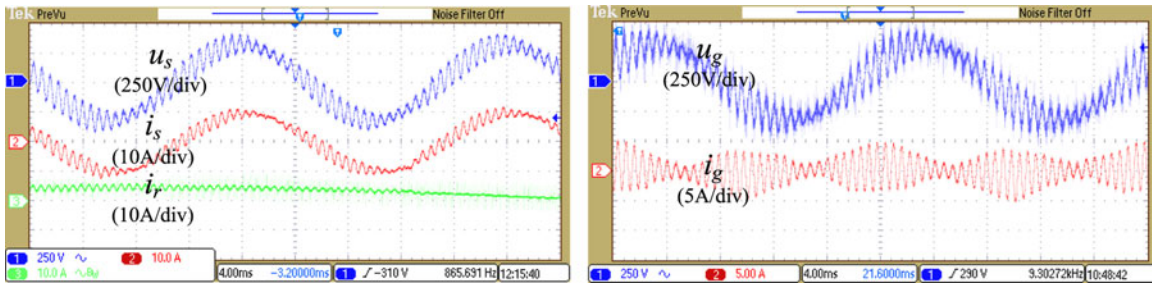 Tek PreVu Noise Filter Off
T
T
u_s
1 (250V/div)
i_s
2 (10A/div)
i_r
3 (10A/div)
1 250 V 2 10.0 A
3 10.0 A 4.00ms -3.20000ms 1 -310 V 865.691 Hz 12:15:40
Tek PreVu Noise Filter Off
T
T
u_g
1 (250V/div)
i_g
2 (5A/div)
1 250 V 2 5.00 A 4.00ms 21.6000ms 1 290 V 9.30272kHz 10:48:42